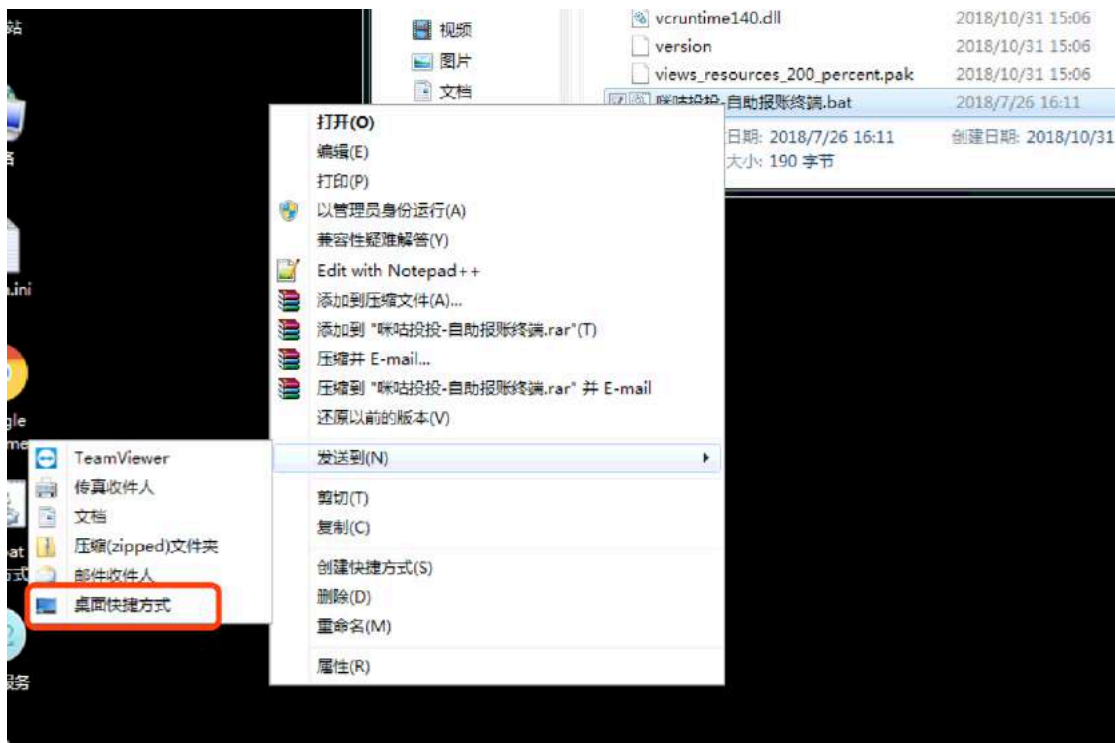 站
视频
图片
文档
vcruntime140.dll 2018/10/31 15:06
version 2018/10/31 15:06
views_resources_200_percent.pak 2018/10/31 15:06
咪咕投投-自助报账终端.bat 2018/7/26 16:11
日期: 2018/7/26 16:11 创建日期: 2018/10/31
大小: 190 字节
打开(O)
编辑(E)
打印(P)
以管理员身份运行(A)
兼容性疑难解答(Y)
Edit with Notepad++
添加到压缩文件(A)...
添加到 "咪咕投投-自助报账终端.rar"(T)
压缩并 E-mail...
压缩到 "咪咕投投-自助报账终端.rar" 并 E-mail
还原以前的版本(V)
发送到(N)
剪切(T)
复制(C)
创建快捷方式(S)
删除(D)
重命名(M)
属性(R)
.ini
gle
me
TeamViewer
传真收件人
文档
压缩(zipped)文件夹
邮件收件人
桌面快捷方式
at
方式
服务